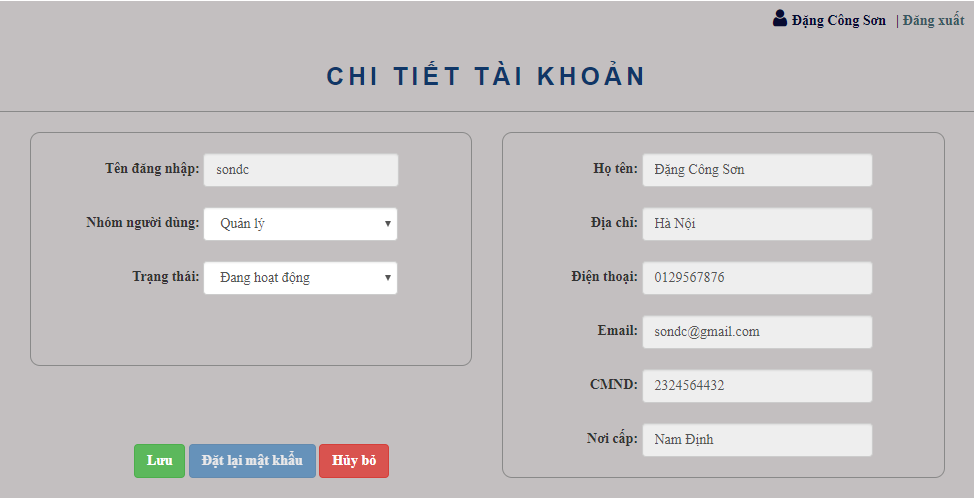 Đặng Công Sơn | Đăng xuất
CHI TIẾT TÀI KHOẢN
Tên đăng nhập: sondc
Nhóm người dùng: Quản lý
Trạng thái: Đang hoạt động
Họ tên: Đặng Công Sơn
Địa chỉ: Hà Nội
Điện thoại: 0129567876
Email: sondc@gmail.com
CMND: 2324564432
Nơi cấp: Nam Định
Lưu Đặt lại mật khẩu Hủy bỏ